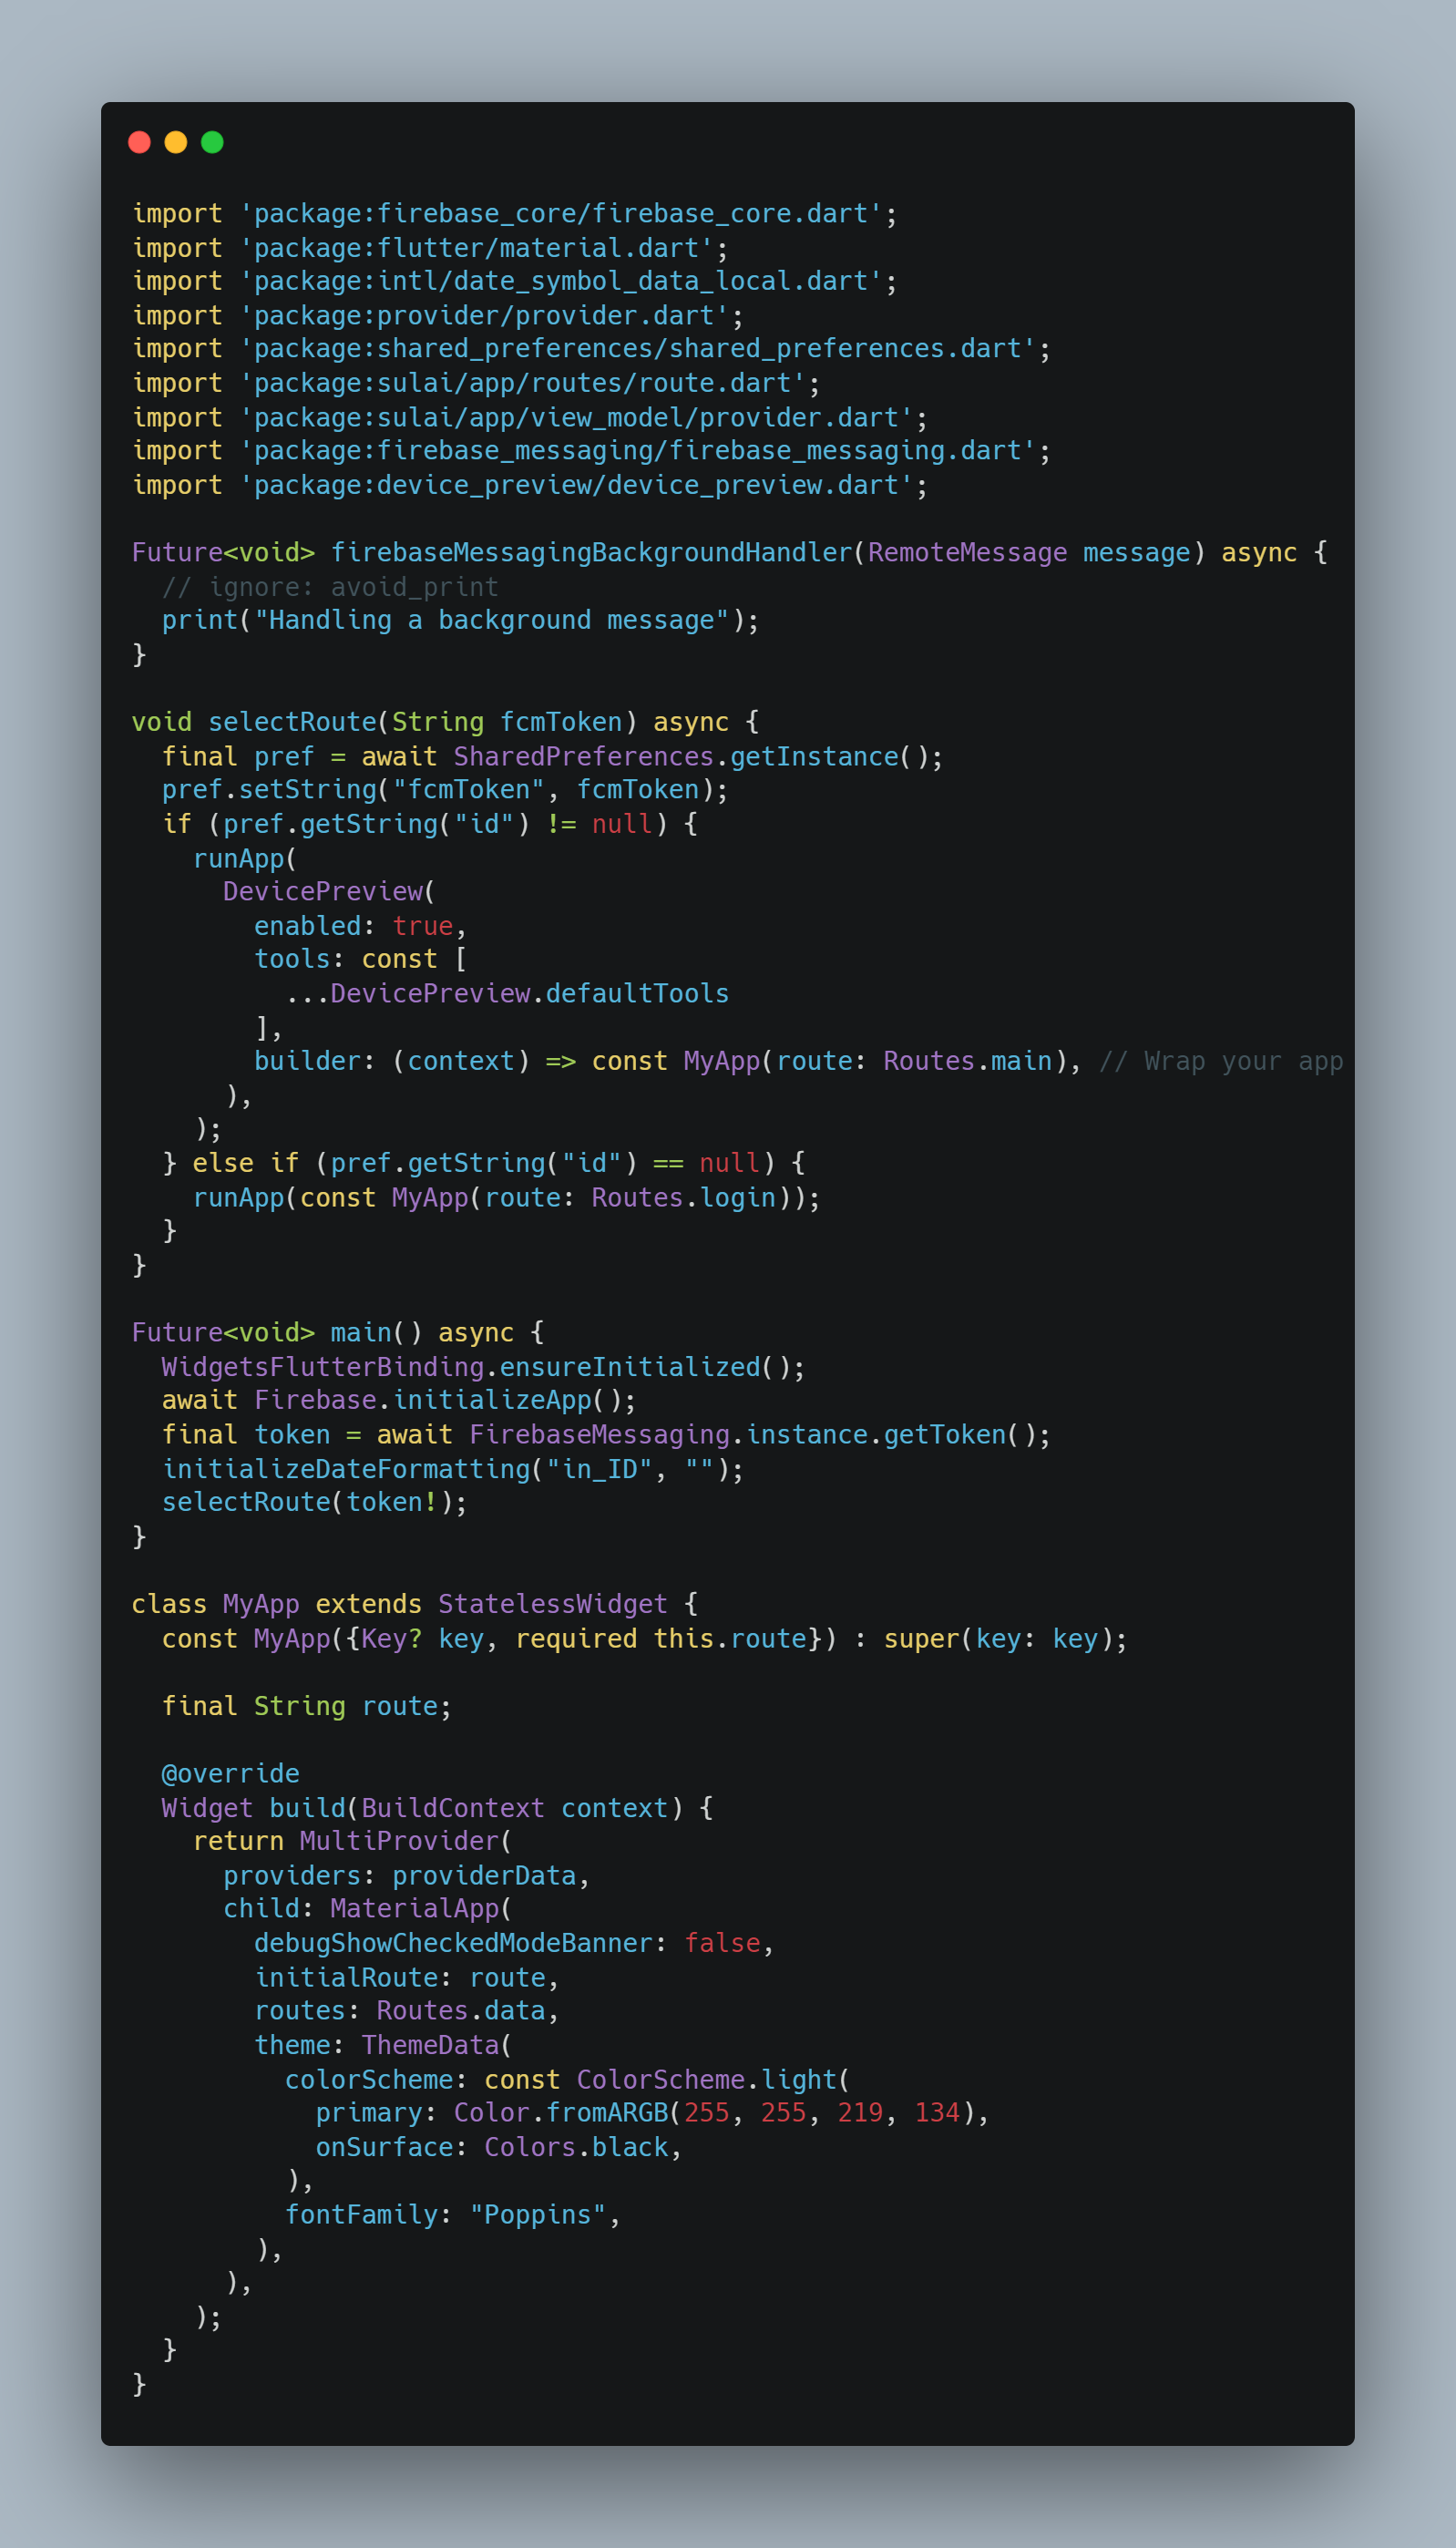 import 'package:firebase_core/firebase_core.dart';
import 'package:flutter/material.dart';
import 'package:intl/date_symbol_data_local.dart';
import 'package:provider/provider.dart';
import 'package:shared_preferences/shared_preferences.dart';
import 'package:sulai/app/routes/route.dart';
import 'package:sulai/app/view_model/provider.dart';
import 'package:firebase_messaging/firebase_messaging.dart';
import 'package:device_preview/device_preview.dart';

Future<void> firebaseMessagingBackgroundHandler(RemoteMessage message) async {
  // ignore: avoid_print
  print("Handling a background message");
}

void selectRoute(String fcmToken) async {
  final pref = await SharedPreferences.getInstance();
  pref.setString("fcmToken", fcmToken);
  if (pref.getString("id") != null) {
    runApp(
      DevicePreview(
        enabled: true,
        tools: const [
          ...DevicePreview.defaultTools
        ],
        builder: (context) => const MyApp(route: Routes.main), // Wrap your app
      ),
    );
  } else if (pref.getString("id") == null) {
    runApp(const MyApp(route: Routes.login));
  }
}

Future<void> main() async {
  WidgetsFlutterBinding.ensureInitialized();
  await Firebase.initializeApp();
  final token = await FirebaseMessaging.instance.getToken();
  initializeDateFormatting("in_ID", "");
  selectRoute(token!);
}

class MyApp extends StatelessWidget {
  const MyApp({Key? key, required this.route}) : super(key: key);

  final String route;

  @override
  Widget build(BuildContext context) {
    return MultiProvider(
      providers: providerData,
      child: MaterialApp(
        debugShowCheckedModeBanner: false,
        initialRoute: route,
        routes: Routes.data,
        theme: ThemeData(
          colorScheme: const ColorScheme.light(
            primary: Color.fromARGB(255, 255, 219, 134),
            onSurface: Colors.black,
          ),
          fontFamily: "Poppins",
        ),
      ),
    );
  }
}